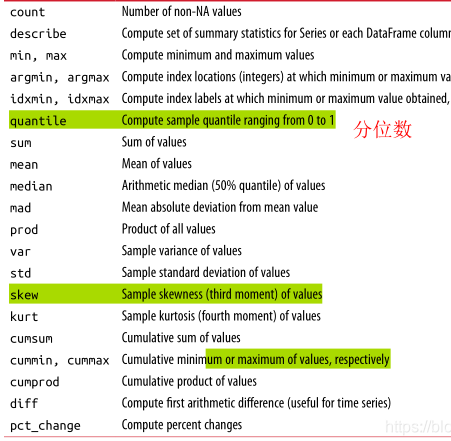 count Number of non-NA values
describe Compute set of summary statistics for Series or each DataFrame column
min, max Compute minimum and maximum values
argmin, argmax Compute index locations (integers) at which minimum or maximum va
idxmin, idxmax Compute index labels at which minimum or maximum value obtained,
quantile Compute sample quantile ranging from 0 to 1
分位数
sum Sum of values
mean Mean of values
median Arithmetic median (50% quantile) of values
mad Mean absolute deviation from mean value
prod Product of all values
var Sample variance of values
std Sample standard deviation of values
skew Sample skewness (third moment) of values
kurt Sample kurtosis (fourth moment) of values
cumsum Cumulative sum of values
cummin, cummax Cumulative minimum or maximum of values, respectively
cumprod Cumulative product of values
diff Compute first arithmetic difference (useful for time series)
pct_change Compute percent changes
https://blo